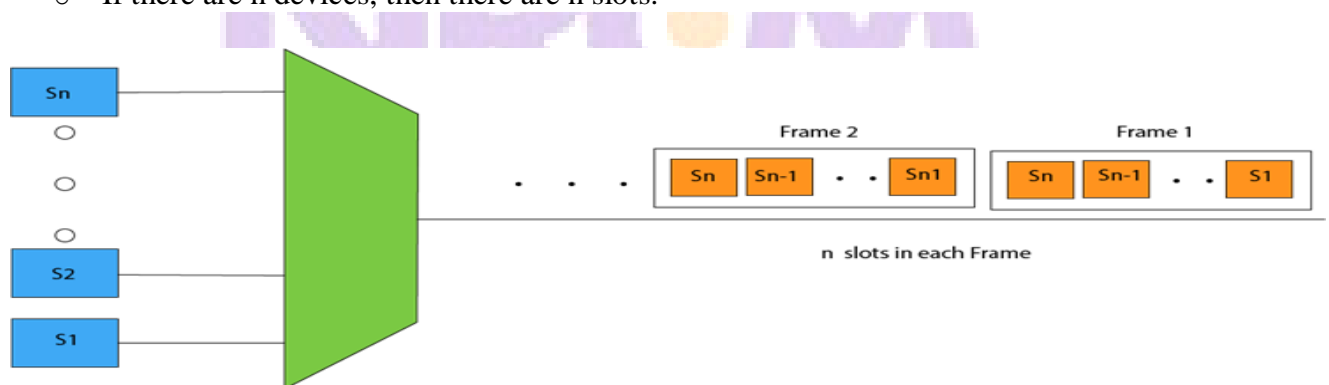 o If there are n devices, then there are n slots.
Sn
Frame 2
Frame 1
. . . Sn Sn-1 . . Sn1 Sn Sn-1 . . S1
n slots in each Frame
S2
S1